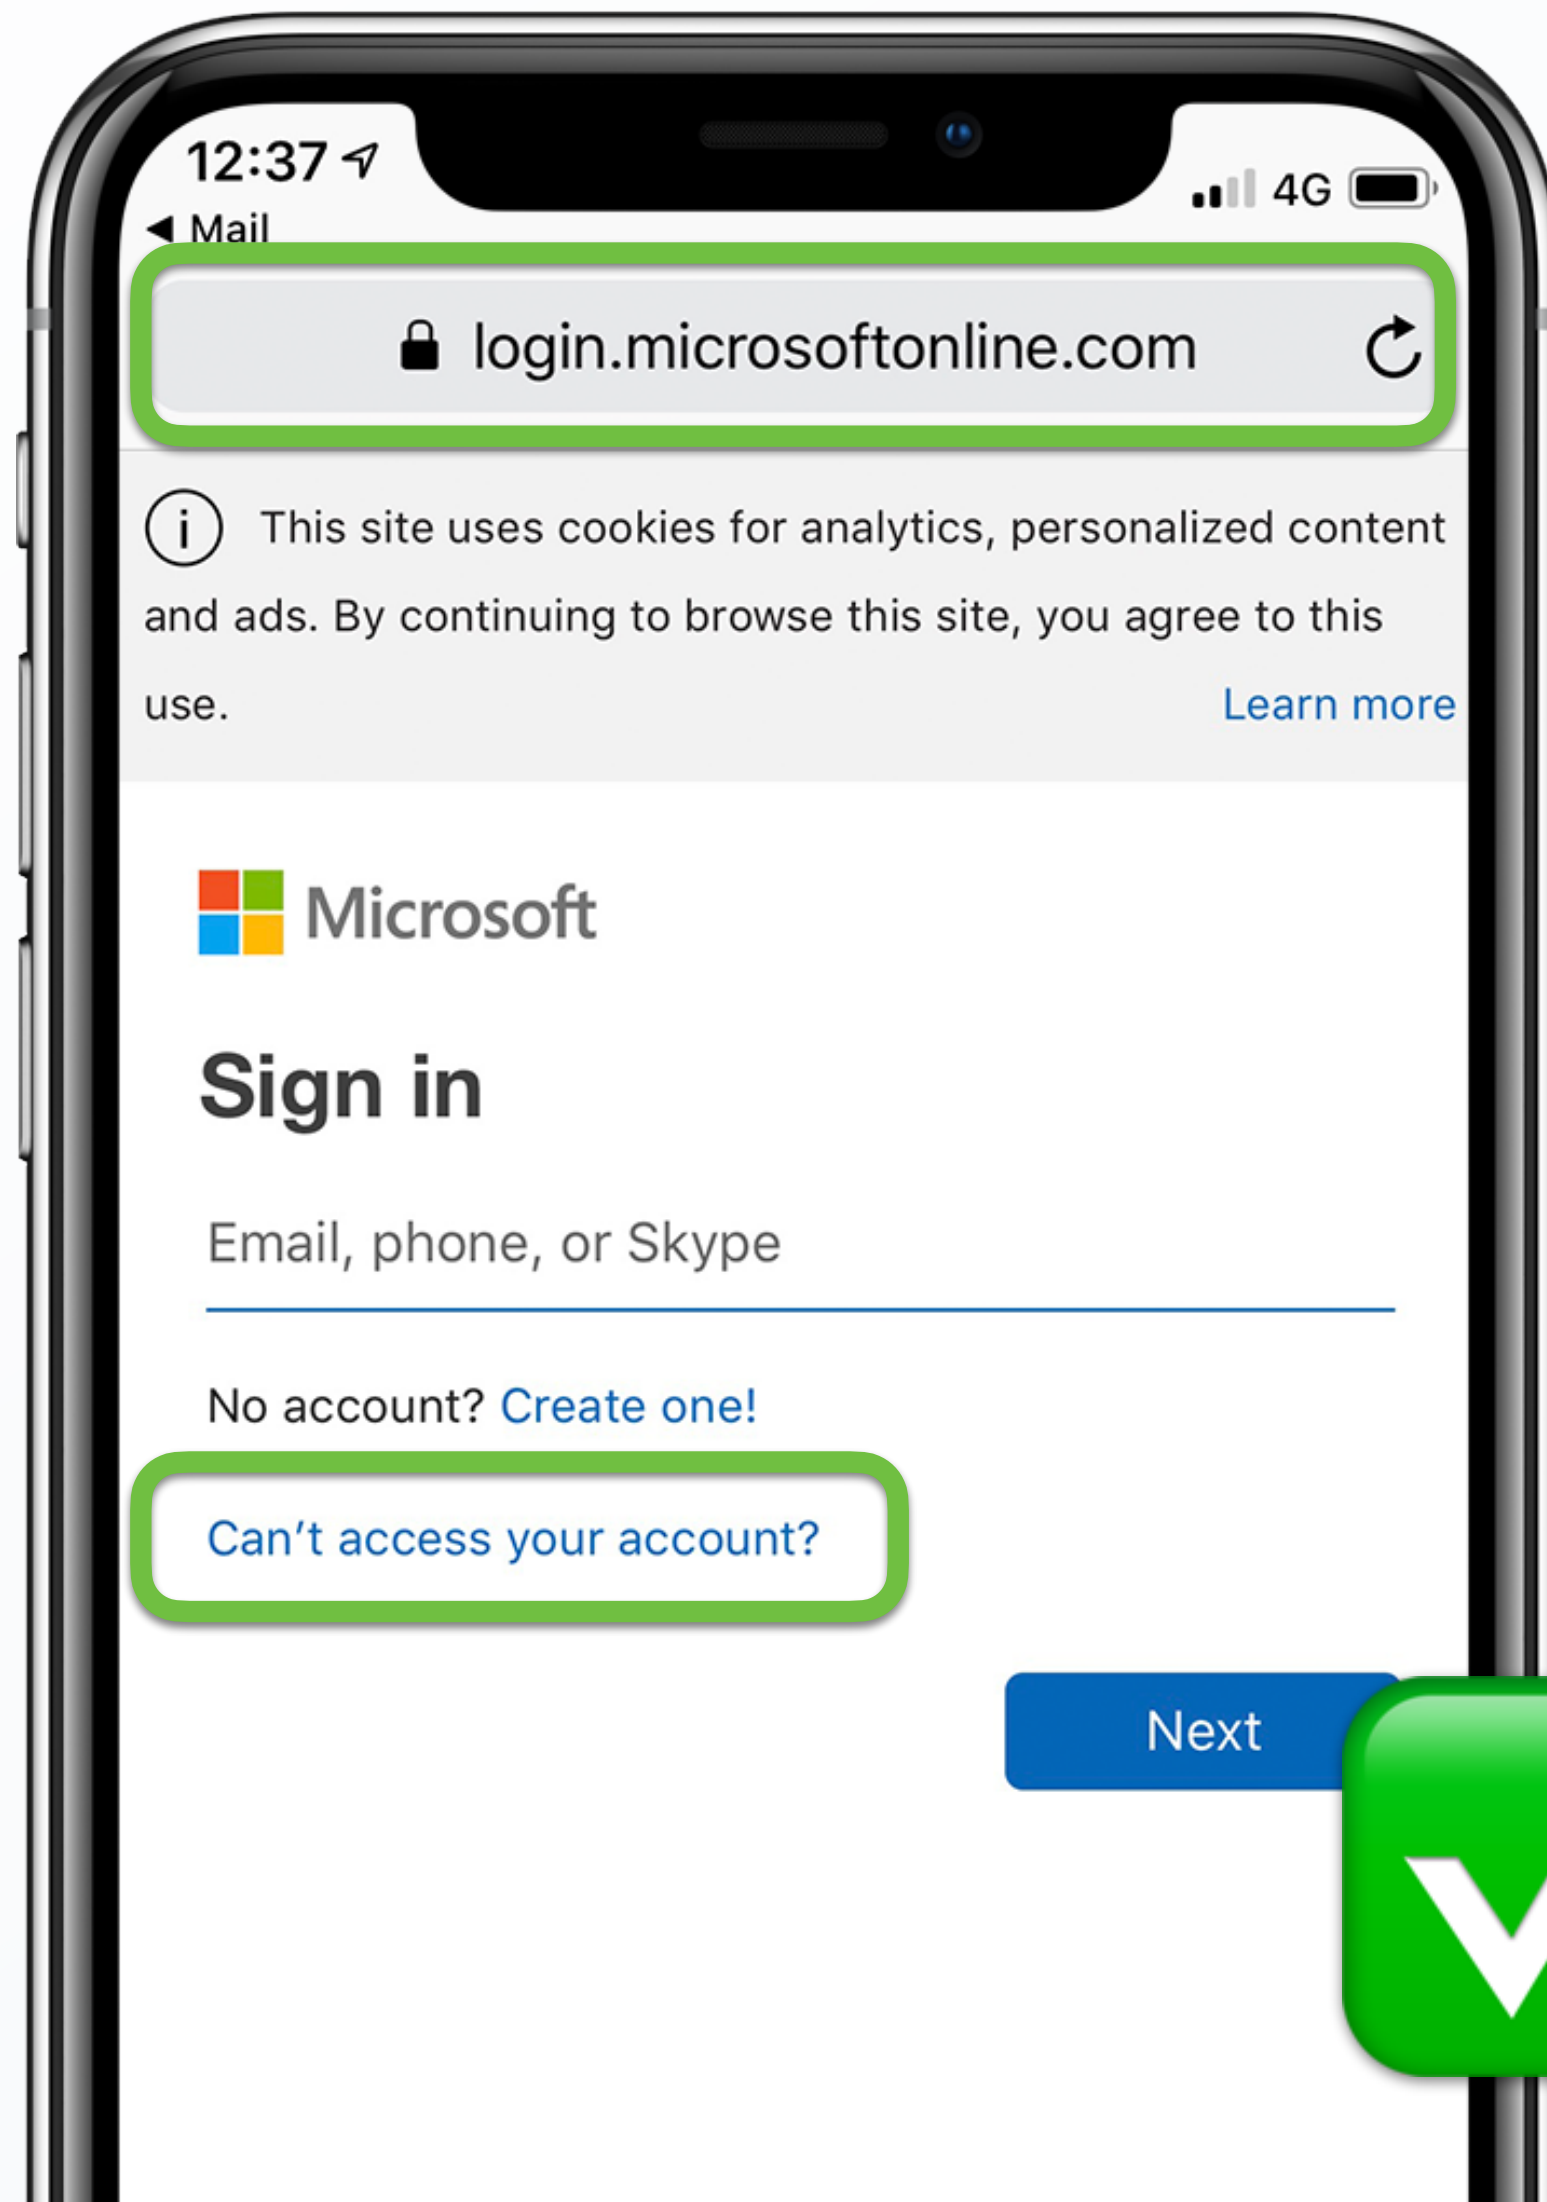 12:37
Mail
4G
login.microsoftonline.com
This site uses cookies for analytics, personalized content
and ads. By continuing to browse this site, you agree to this
use.
Learn more
Microsoft
Sign in
Email, phone, or Skype
No account? Create one!
Can't access your account?
Next